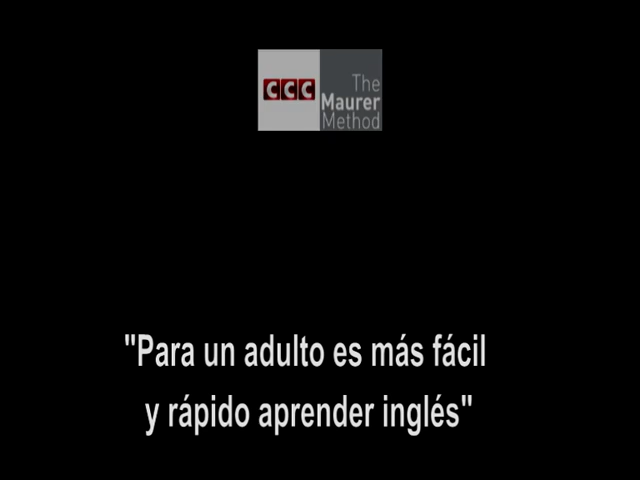 CCC
The
Maurer
Method
"Para un adulto es más fácil
y rápido aprender inglés"